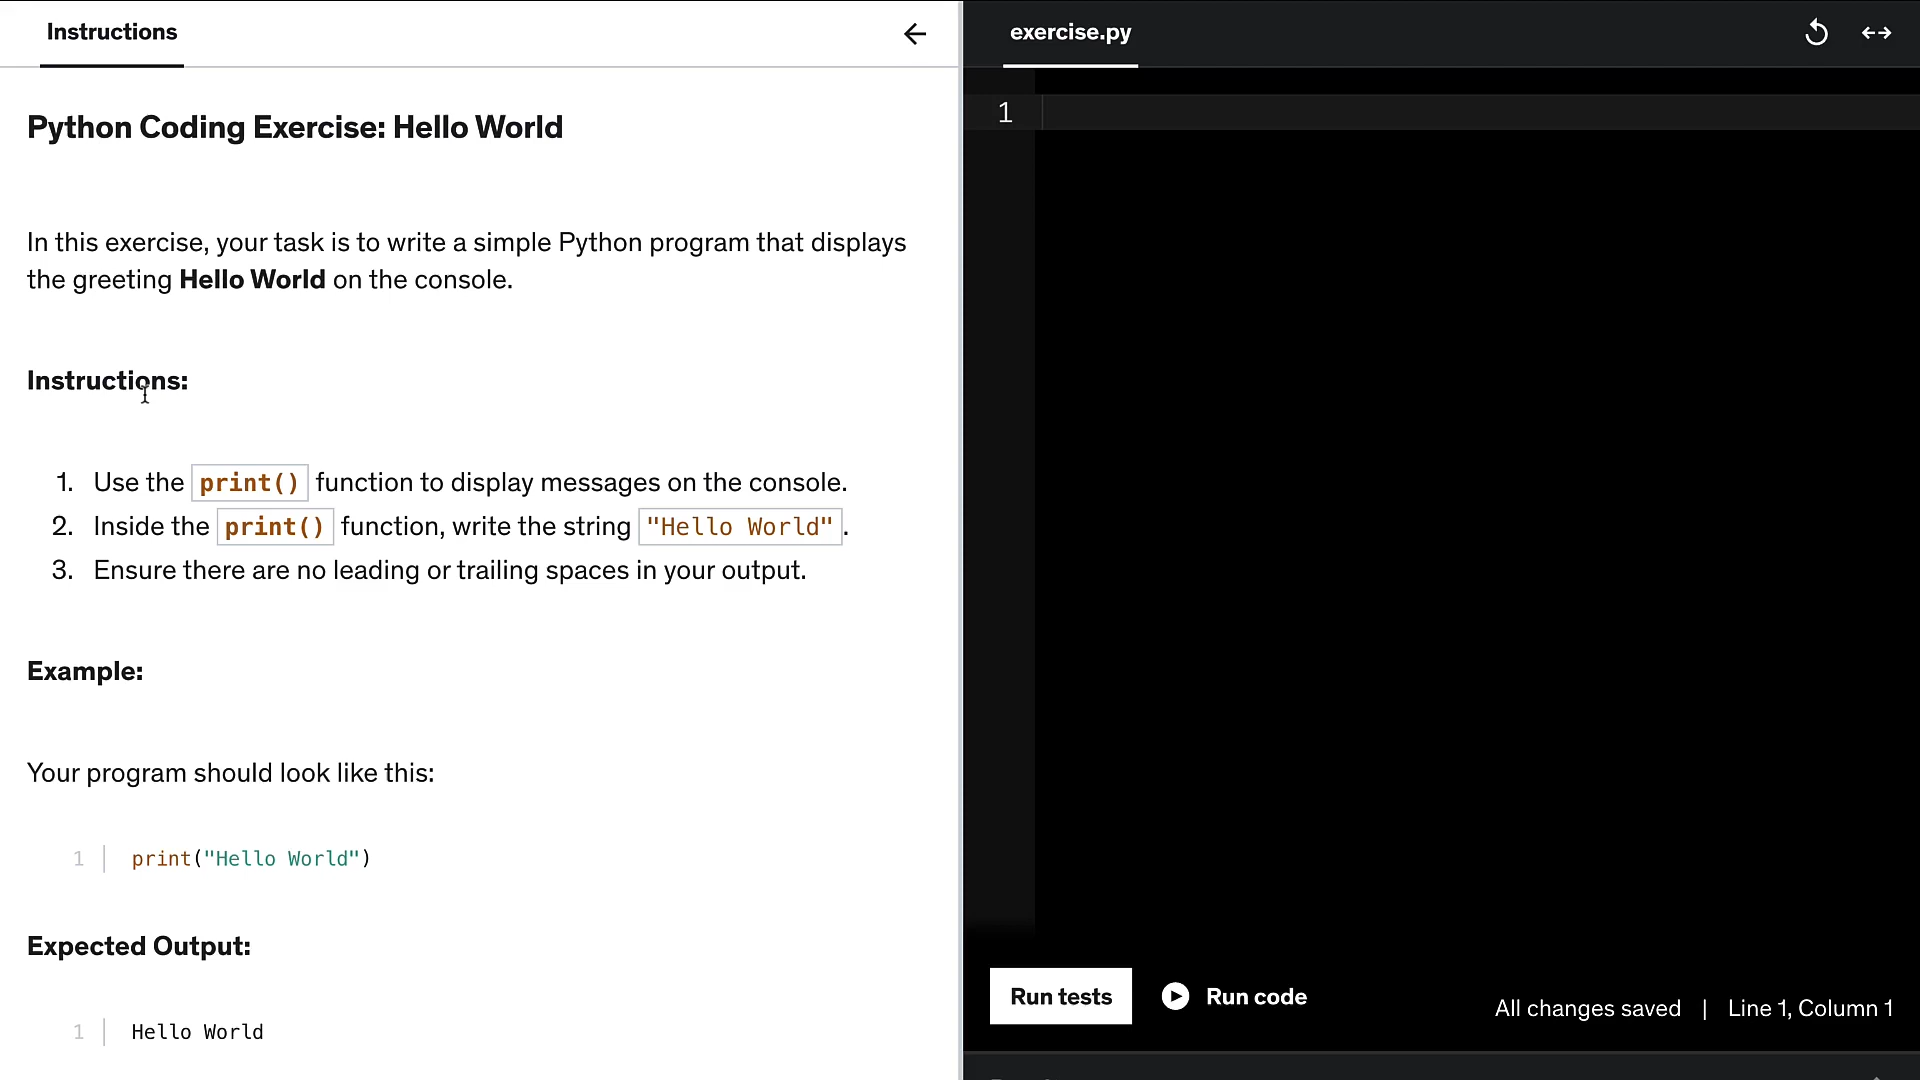 Instructions
Python Coding Exercise: Hello World
In this exercise, your task is to write a simple Python program that displays
the greeting Hello World on the console.
Instructions:
1. Use the print() function to display messages on the console.
2. Inside the print() function, write the string "Hello World".
3. Ensure there are no leading or trailing spaces in your output.
Example:
Your program should look like this:
1 print("Hello World")
Expected Output:
1 Hello World
exercise.py
1
Run tests Run code All changes saved | Line 1, Column 1